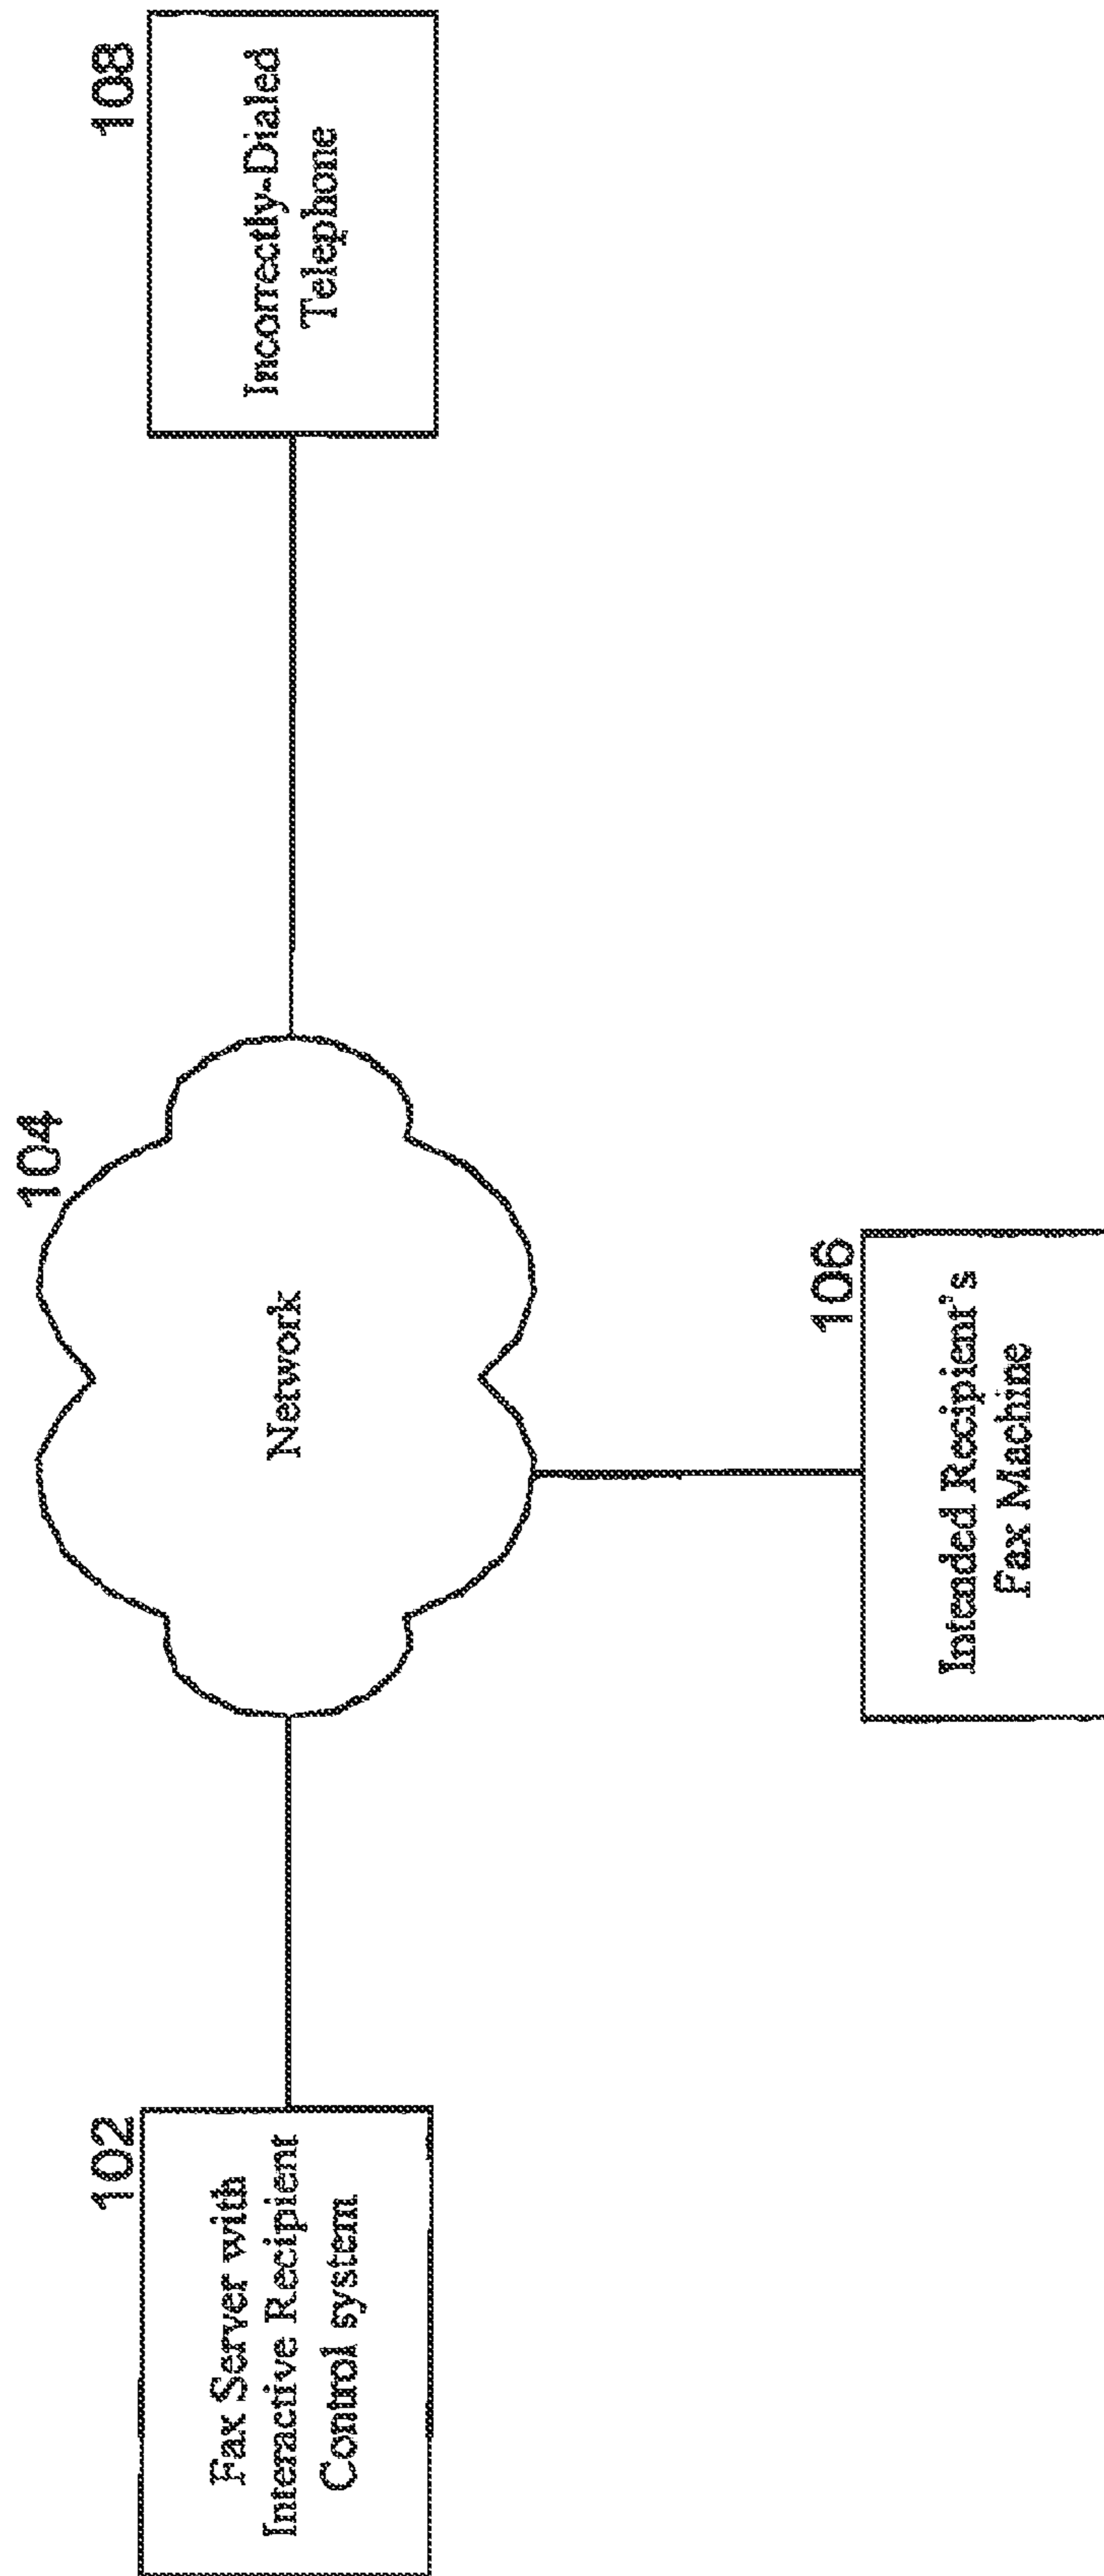 102
Fax Server with
Interactive Recipient
Control system
104
Network
106
Intended Recipient's
Fax Machine
108
Incorrectly-Dialed
Telephone